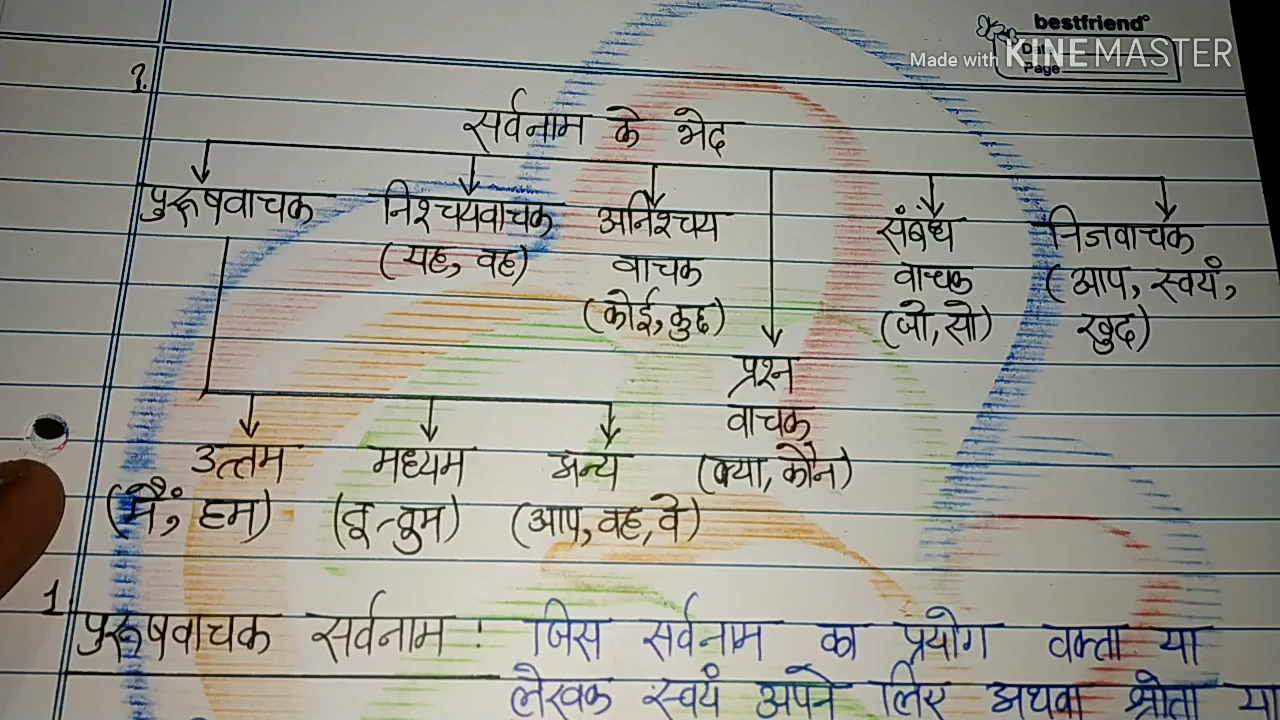 bestfriend
Made with KINEMASTER
Date
Page
1.
सर्वनाम के भेद
पुरूषवाचक निश्चयवाचक अनिश्चय संबंध निजवाचक
(यह, वह) वाचक वाचक (आप, स्वयं,
(कोई, कुछ) (जो, सो) खुद)
प्रश्न
वाचक
उत्तम मध्यम अन्य (क्या, कौन)
(मैं, हम) (तू-तुम) (आप, वह, वे)
1 पुरूषवाचक सर्वनाम : जिस सर्वनाम का प्रयोग वक्ता या
लेखक स्वयं अपने लिए अथवा श्रोता या